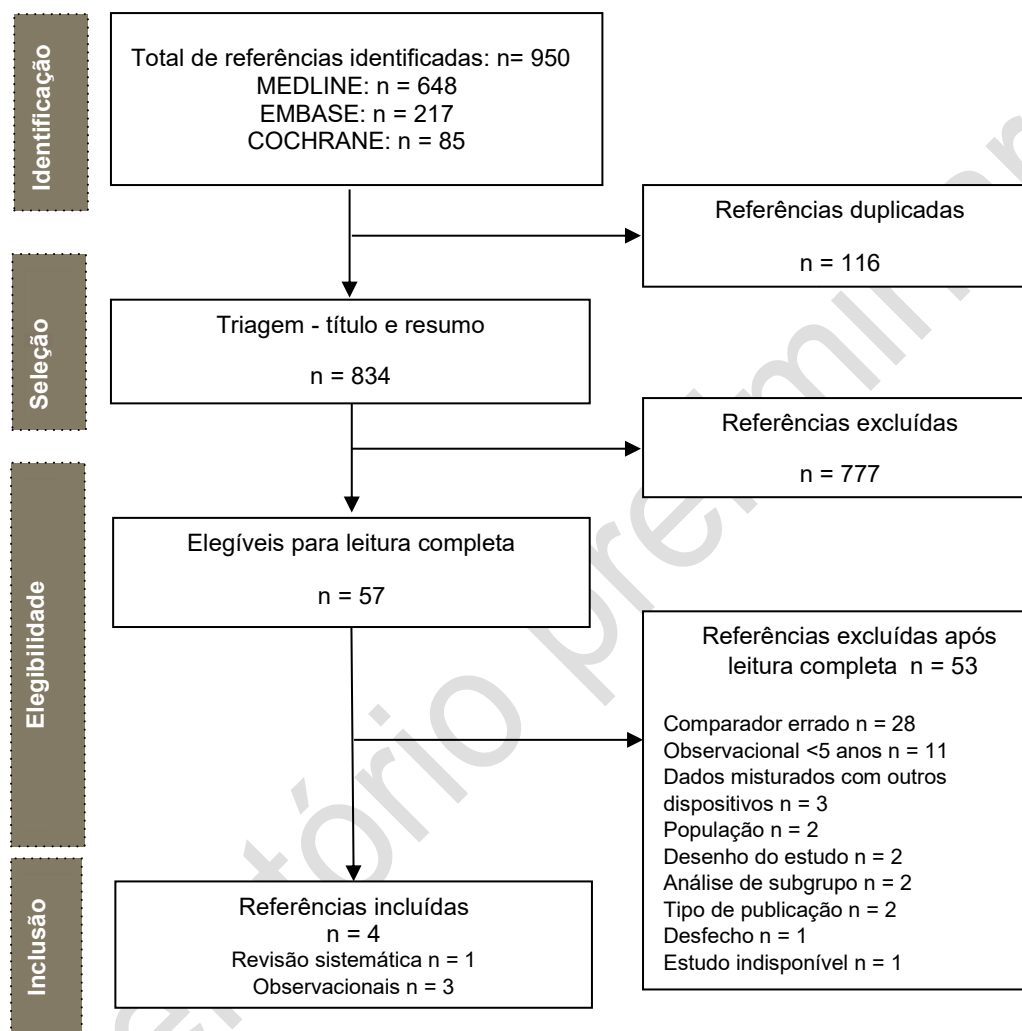 Identificação
Total de referências identificadas: n= 950
MEDLINE: n = 648
EMBASE: n = 217
COCHRANE: n = 85
Referências duplicadas
n = 116
Seleção
Triagem - título e resumo
n = 834
Referências excluídas
n = 777
Elegibilidade
Elegíveis para leitura completa
n = 57
Referências excluídas após
leitura completa n = 53
Comparador errado n = 28
Observacional <5 anos n = 11
Dados misturados com outros
dispositivos n = 3
População n = 2
Desenho do estudo n = 2
Análise de subgrupo n = 2
Tipo de publicação n = 2
Desfecho n = 1
Estudo indisponível n = 1
Inclusão
Referências incluídas
n = 4
Revisão sistemática n = 1
Observacionais n = 3